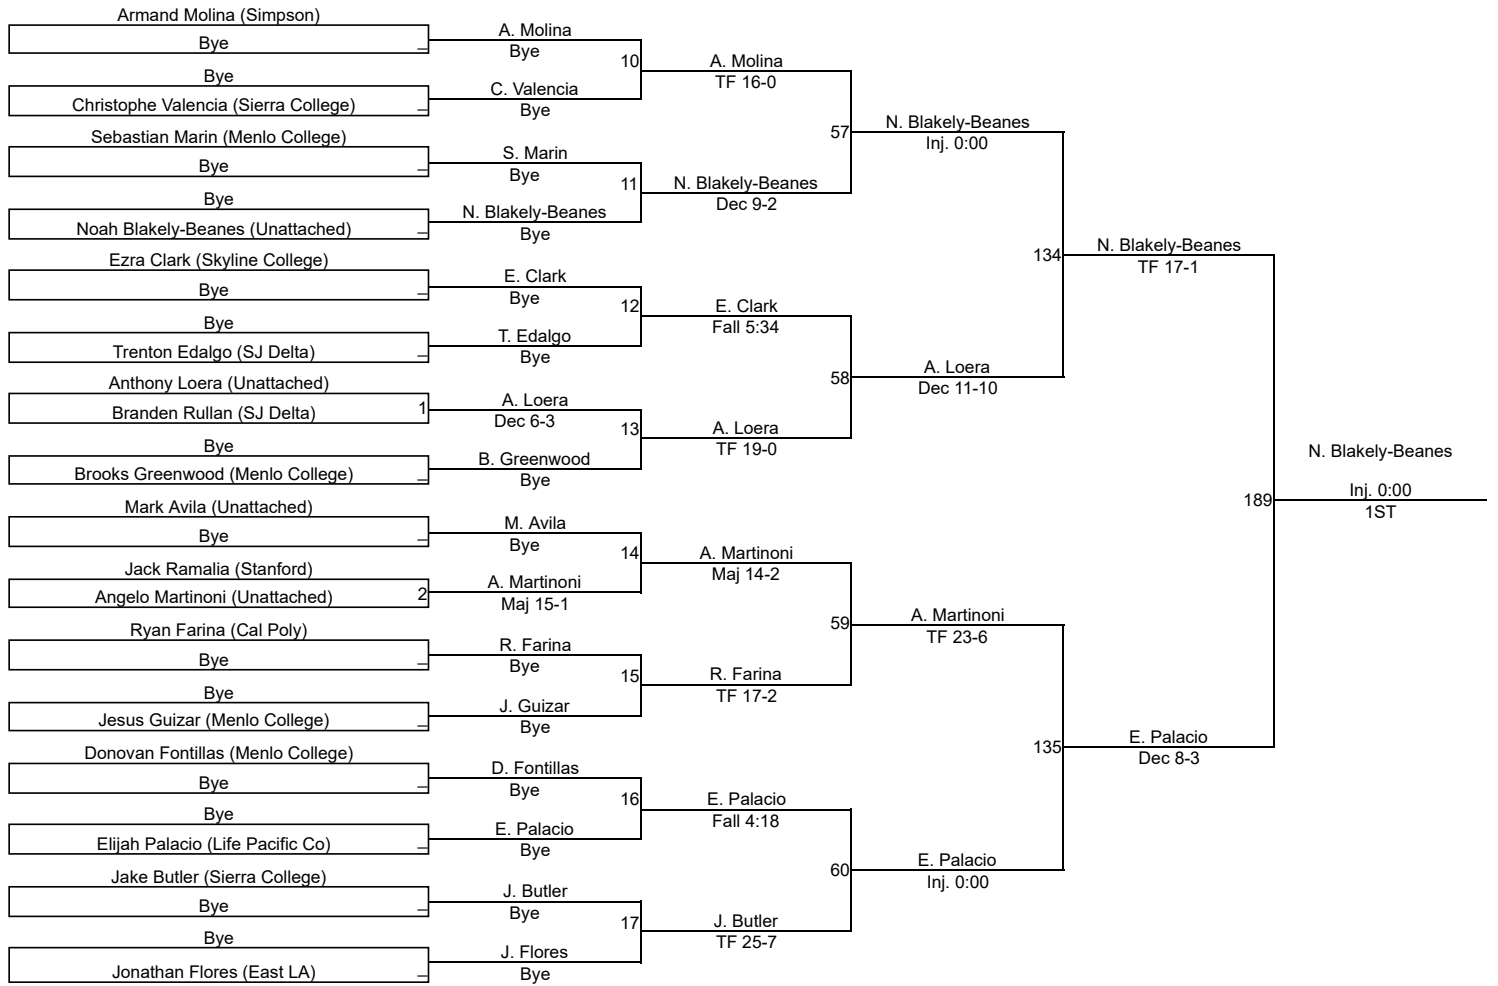 Armand Molina (Simpson)
Bye
Bye
Christophe Valencia (Sierra College)
Sebastian Marin (Menlo College)
Bye
Bye
Noah Blakely-Beanes (Unattached)
Ezra Clark (Skyline College)
Bye
Bye
Trenton Edalgo (SJ Delta)
Anthony Loera (Unattached)
Branden Rullan (SJ Delta) 1
Bye
Brooks Greenwood (Menlo College)
Mark Avila (Unattached)
Bye
Jack Ramalia (Stanford)
Angelo Martinoni (Unattached) 2
Ryan Farina (Cal Poly)
Bye
Bye
Jesus Guizar (Menlo College)
Donovan Fontillas (Menlo College)
Bye
Bye
Elijah Palacio (Life Pacific Co)
Jake Butler (Sierra College)
Bye
Bye
Jonathan Flores (East LA)
A. Molina
Bye
10
C. Valencia
Bye
S. Marin
Bye
11
N. Blakely-Beanes
Bye
E. Clark
Bye
12
T. Edalgo
Bye
A. Loera
Dec 6-3
13
B. Greenwood
Bye
M. Avila
Bye
14
A. Martinoni
Maj 15-1
R. Farina
Bye
15
J. Guizar
Bye
D. Fontillas
Bye
16
E. Palacio
Bye
J. Butler
Bye
17
J. Flores
Bye
A. Molina
TF 16-0
57
N. Blakely-Beanes
Dec 9-2
E. Clark
Fall 5:34
58
A. Loera
TF 19-0
A. Martinoni
Maj 14-2
59
R. Farina
TF 17-2
E. Palacio
Fall 4:18
60
J. Butler
TF 25-7
N. Blakely-Beanes
Inj. 0:00
134
A. Loera
Dec 11-10
A. Martinoni
TF 23-6
135
E. Palacio
Inj. 0:00
N. Blakely-Beanes
TF 17-1
189
E. Palacio
Dec 8-3
N. Blakely-Beanes
Inj. 0:00
1ST